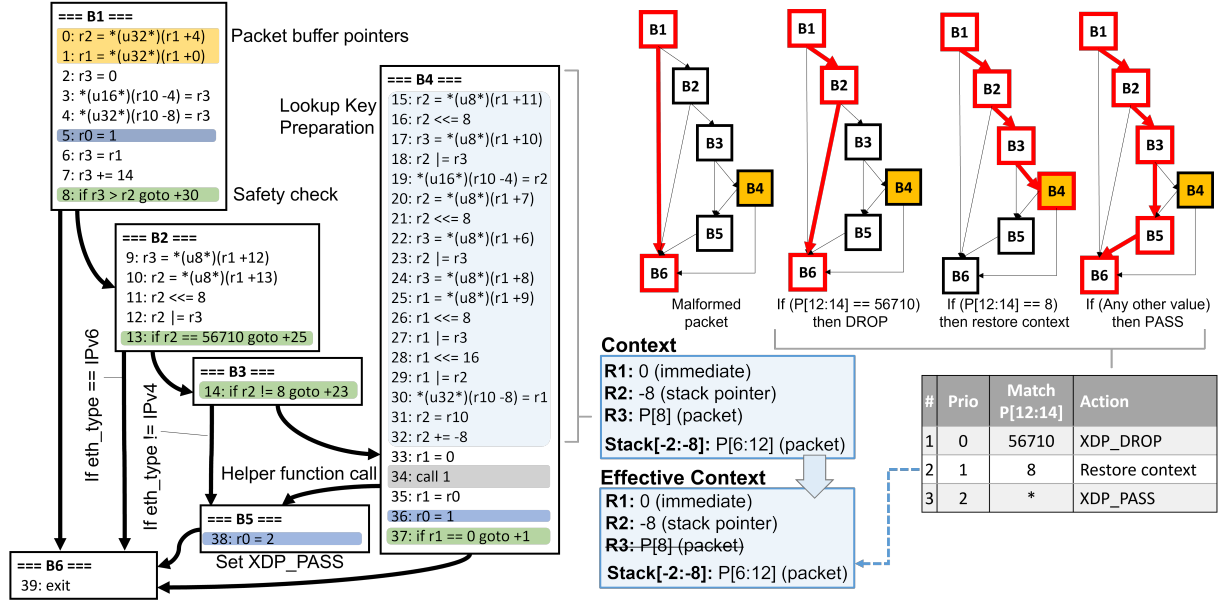 === B1 ===
0: r2 = *(u32*)(r1 +4)
1: r1 = *(u32*)(r1 +0)
2: r3 = 0
3: *(u16*)(r10 -4) = r3
4: *(u32*)(r10 -8) = r3
5: r0 = 1
6: r3 = r1
7: r3 += 14
8: if r3 > r2 goto +30
Packet buffer pointers
Safety check
=== B2 ===
9: r3 = *(u8*)(r1 +12)
10: r2 = *(u8*)(r1 +13)
11: r2 <<= 8
12: r2 |= r3
13: if r2 == 56710 goto +25
=== B3 ===
14: if r2 != 8 goto +23
If eth_type == IPv6
If eth_type != IPv4
Lookup Key
Preparation
=== B4 ===
15: r2 = *(u8*)(r1 +11)
16: r2 <<= 8
17: r3 = *(u8*)(r1 +10)
18: r2 |= r3
19: *(u16*)(r10 -4) = r2
20: r2 = *(u8*)(r1 +7)
21: r2 <<= 8
22: r3 = *(u8*)(r1 +6)
23: r2 |= r3
24: r3 = *(u8*)(r1 +8)
25: r1 = *(u8*)(r1 +9)
26: r1 <<= 8
27: r1 |= r3
28: r1 <<= 16
29: r1 |= r2
30: *(u32*)(r10 -8) = r1
31: r2 = r10
32: r2 += -8
33: r1 = 0
34: call 1
35: r1 = r0
36: r0 = 1
37: if r1 == 0 goto +1
Helper function call
=== B5 ===
38: r0 = 2
Set XDP_PASS
=== B6 ===
39: exit
B1
B2
B3
B4
B5
B6
Malformed
packet
B1
B2
B3
B4
B5
B6
If (P[12:14] == 56710)
then DROP
B1
B2
B3
B4
B5
B6
If (P[12:14] == 8)
then restore context
B1
B2
B3
B4
B5
B6
If (Any other value)
then PASS
Context
R1: 0 (immediate)
R2: -8 (stack pointer)
R3: P[8] (packet)
Stack[-2:-8]: P[6:12] (packet)
Effective Context
R1: 0 (immediate)
R2: -8 (stack pointer)
R3: P[8] (packet)
Stack[-2:-8]: P[6:12] (packet)
# Prio Match P[12:14] Action
1 0 56710 XDP_DROP
2 1 8 Restore context
3 2 * XDP_PASS